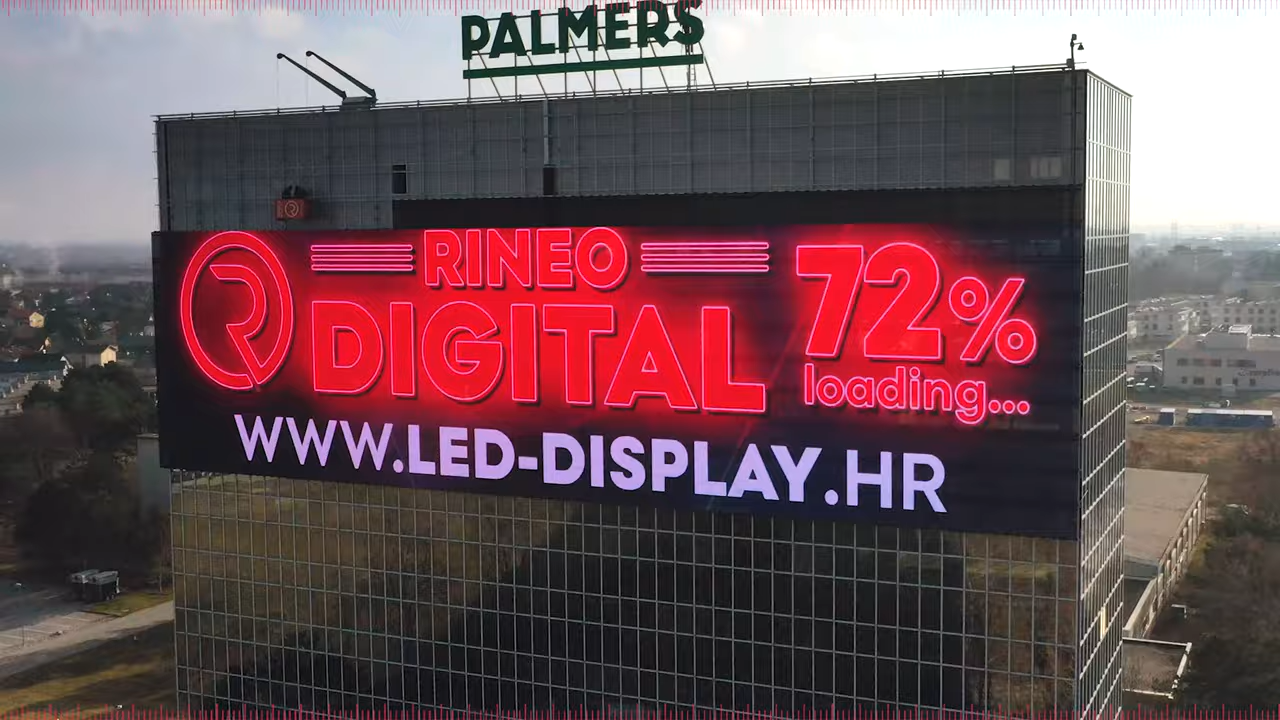 PALMERS
RINEO
DIGITAL
72%
loading...
WWW.LED-DISPLAY.HR